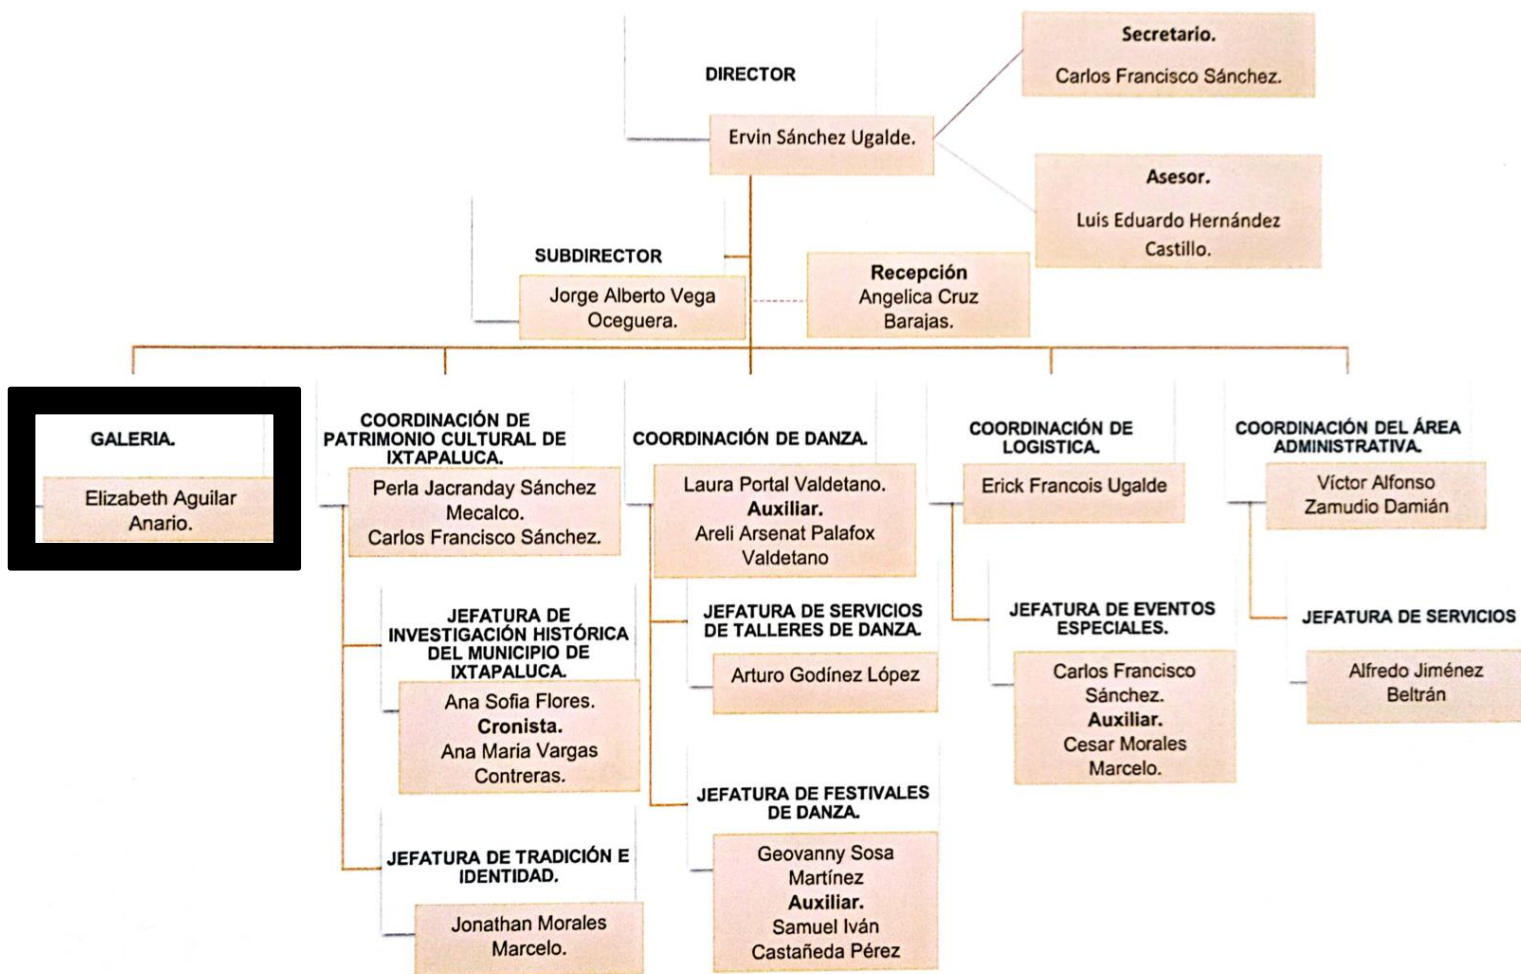 DIRECTOR
Ervin Sánchez Ugalde.
Secretario.
Carlos Francisco Sánchez.
Asesor.
Luis Eduardo Hernández
Castillo.
SUBDIRECTOR
Jorge Alberto Vega
Oceguera.
Recepción
Angelica Cruz
Barajas.
GALERIA.
Elizabeth Aguilar
Anario.
COORDINACIÓN DE
PATRIMONIO CULTURAL DE
IXTAPALUCA.
Perla Jacranday Sánchez
Mecalco.
Carlos Francisco Sánchez.
JEFATURA DE
INVESTIGACIÓN HISTÓRICA
DEL MUNICIPIO DE
IXTAPALUCA.
Ana Sofia Flores.
Cronista.
Ana María Vargas
Contreras.
JEFATURA DE TRADICIÓN E
IDENTIDAD.
Jonathan Morales
Marcelo.
COORDINACIÓN DE DANZA.
Laura Portal Valdetano.
Auxiliar.
Areli Arsenat Palafox
Valdetano
JEFATURA DE SERVICIOS
DE TALLERES DE DANZA.
Arturo Godínez López
JEFATURA DE FESTIVALES
DE DANZA.
Geovanny Sosa
Martínez
Auxiliar.
Samuel Iván
Castañeda Pérez
COORDINACIÓN DE
LOGISTICA.
Erick Francois Ugalde
JEFATURA DE EVENTOS
ESPECIALES.
Carlos Francisco
Sánchez.
Auxiliar.
Cesar Morales
Marcelo.
COORDINACIÓN DEL ÁREA
ADMINISTRATIVA.
Víctor Alfonso
Zamudio Damián
JEFATURA DE SERVICIOS
Alfredo Jiménez
Beltrán